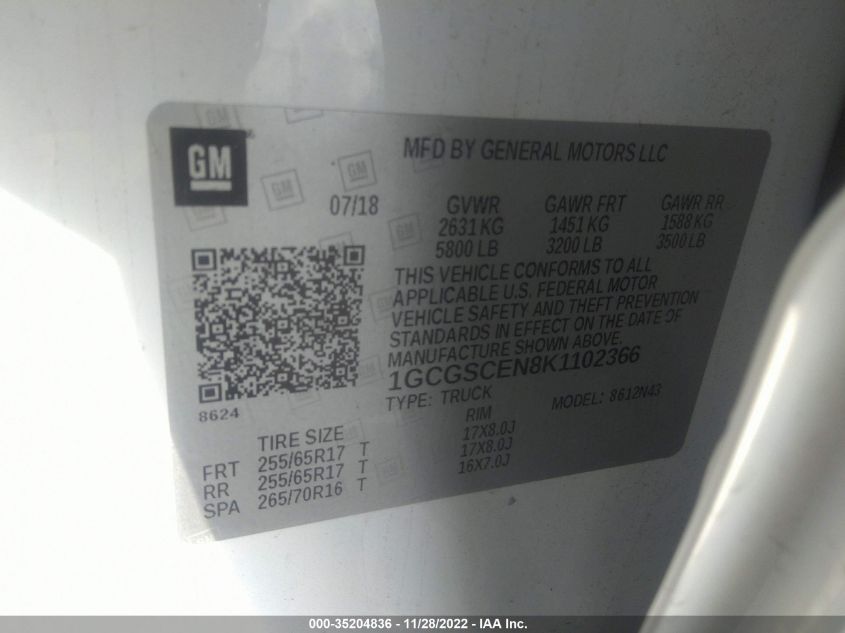 GM
MFD BY GENERAL MOTORS LLC
07/18
GVWR GAWR FRT GAWR RR
2631 KG 1451 KG 1588 KG
5800 LB 3200 LB 3500 LB
THIS VEHICLE CONFORMS TO ALL
APPLICABLE U.S. FEDERAL MOTOR
VEHICLE SAFETY AND THEFT PREVENTION
STANDARDS IN EFFECT ON THE DATE OF
MANUFACTURE SHOWN ABOVE.
1GCGSCEN8K1102366
TYPE: TRUCK MODEL: 8612N43
8624
TIRE SIZE RIM
FRT 255/65R17 T 17X8.0J
RR 255/65R17 T 17X8.0J
SPA 265/70R16 T 16X7.0J
000-35204836 - 11/28/2022 - IAA Inc.